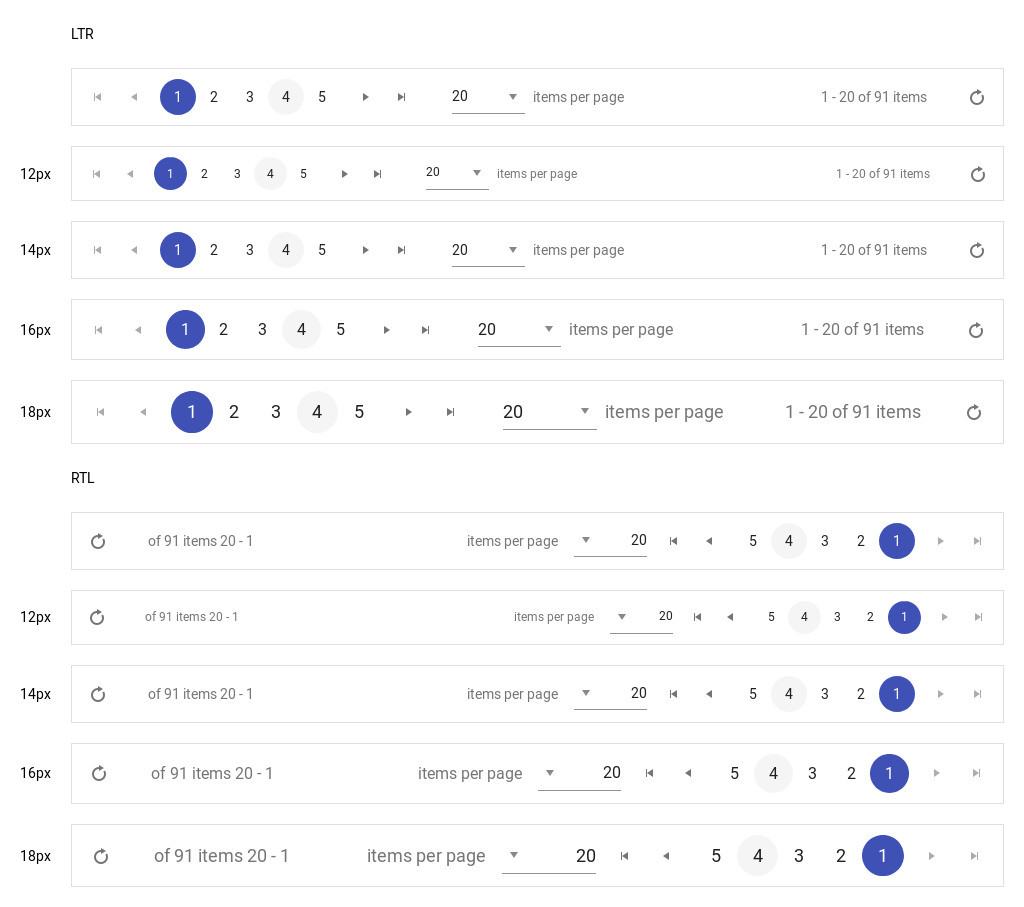 LTR
1 2 3 4 5 20 items per page 1 - 20 of 91 items
12px 1 2 3 4 5 20 items per page 1 - 20 of 91 items
14px 1 2 3 4 5 20 items per page 1 - 20 of 91 items
16px 1 2 3 4 5 20 items per page 1 - 20 of 91 items
18px 1 2 3 4 5 20 items per page 1 - 20 of 91 items
RTL
of 91 items 20 - 1 items per page 20 5 4 3 2 1
12px of 91 items 20 - 1 items per page 20 5 4 3 2 1
14px of 91 items 20 - 1 items per page 20 5 4 3 2 1
16px of 91 items 20 - 1 items per page 20 5 4 3 2 1
18px of 91 items 20 - 1 items per page 20 5 4 3 2 1